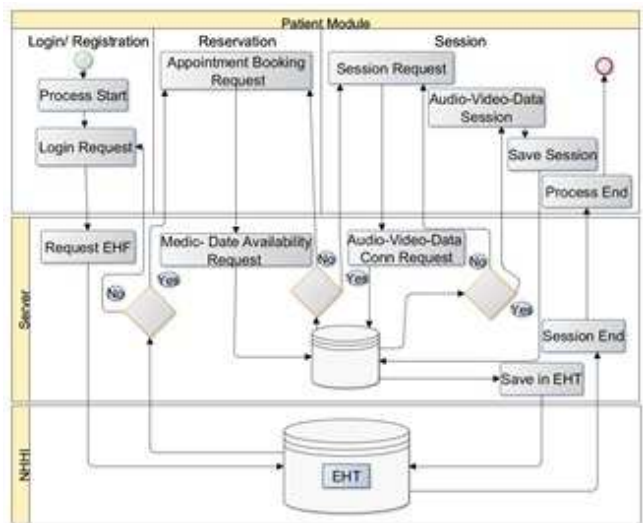 Patient Module
Login/ Registration
Reservation
Session
Process Start
Login Request
Appointment Booking
Request
Session Request
Audio-Video-Data
Session
Save Session
Process End
Server
Request EHF
No
Yes
Medic- Date Availability
Request
No
Yes
Audio-Video-Data
Conn Request
No
Yes
Session End
Save in EHT
NHHI
EHT